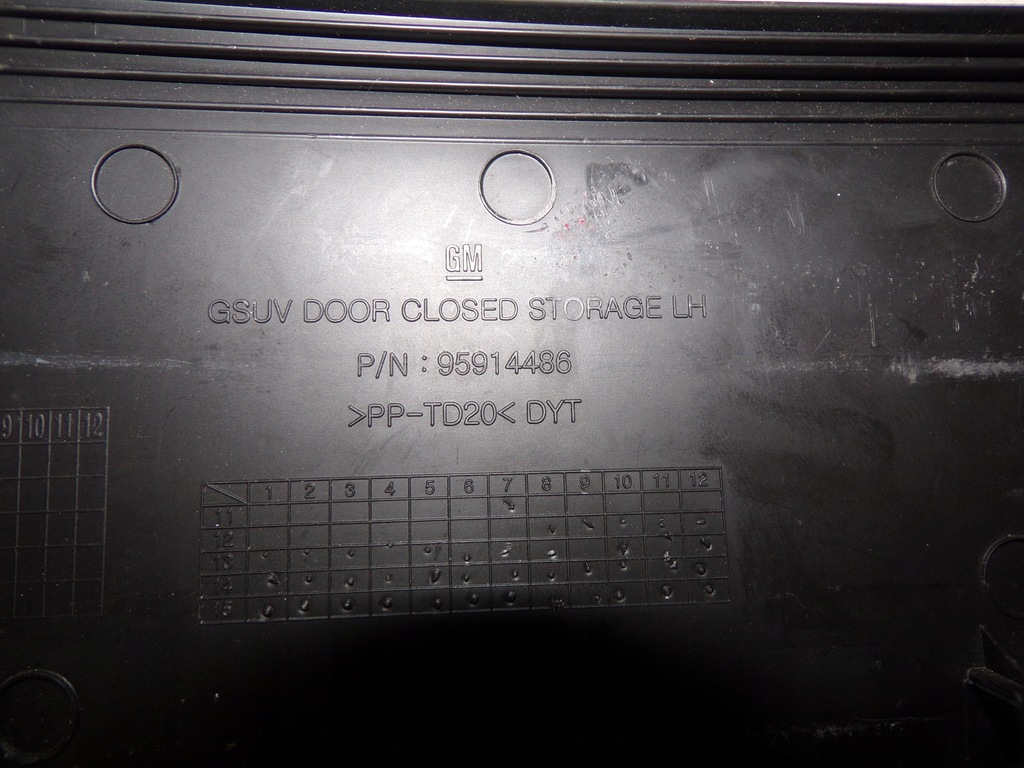 GM
GSUV DOOR CLOSED STORAGE LH
P/N : 95914486
>PP-TD20< DYT
9 10 11 12
1 2 3 4 5 6 7 8 9 10 11 12
11
12
13
14
15